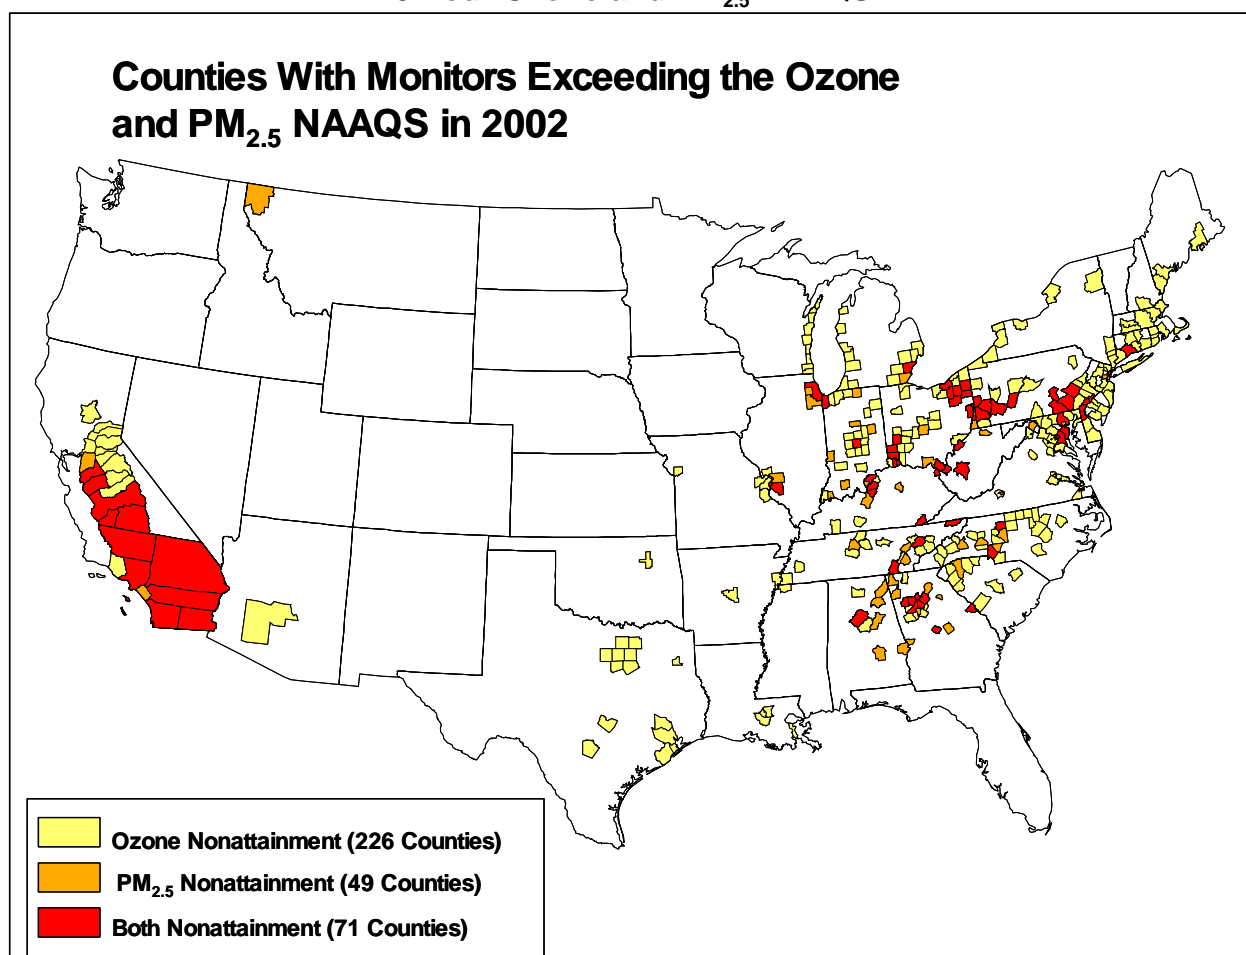 Counties With Monitors Exceeding the Ozone
and PM2.5 NAAQS in 2002
Ozone Nonattainment (226 Counties)
PM2.5 Nonattainment (49 Counties)
Both Nonattainment (71 Counties)